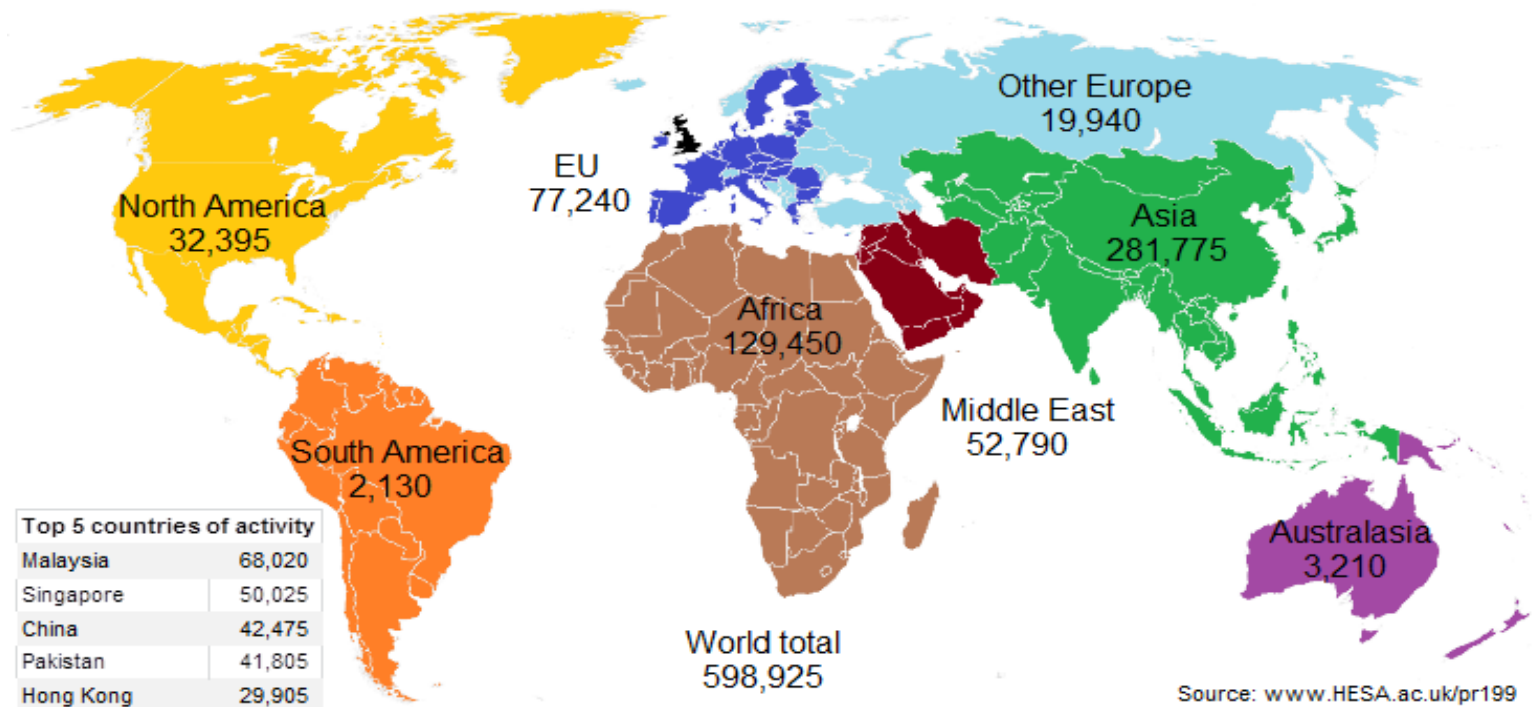 Other Europe
19,940
EU
77,240
North America
32,395
Asia
281,775
Africa
129,450
Middle East
52,790
South America
2,130
Australasia
3,210
Top 5 countries of activity
Malaysia 68,020
Singapore 50,025
China 42,475
Pakistan 41,805
Hong Kong 29,905
World total
598,925
Source: www.HESA.ac.uk/pr199